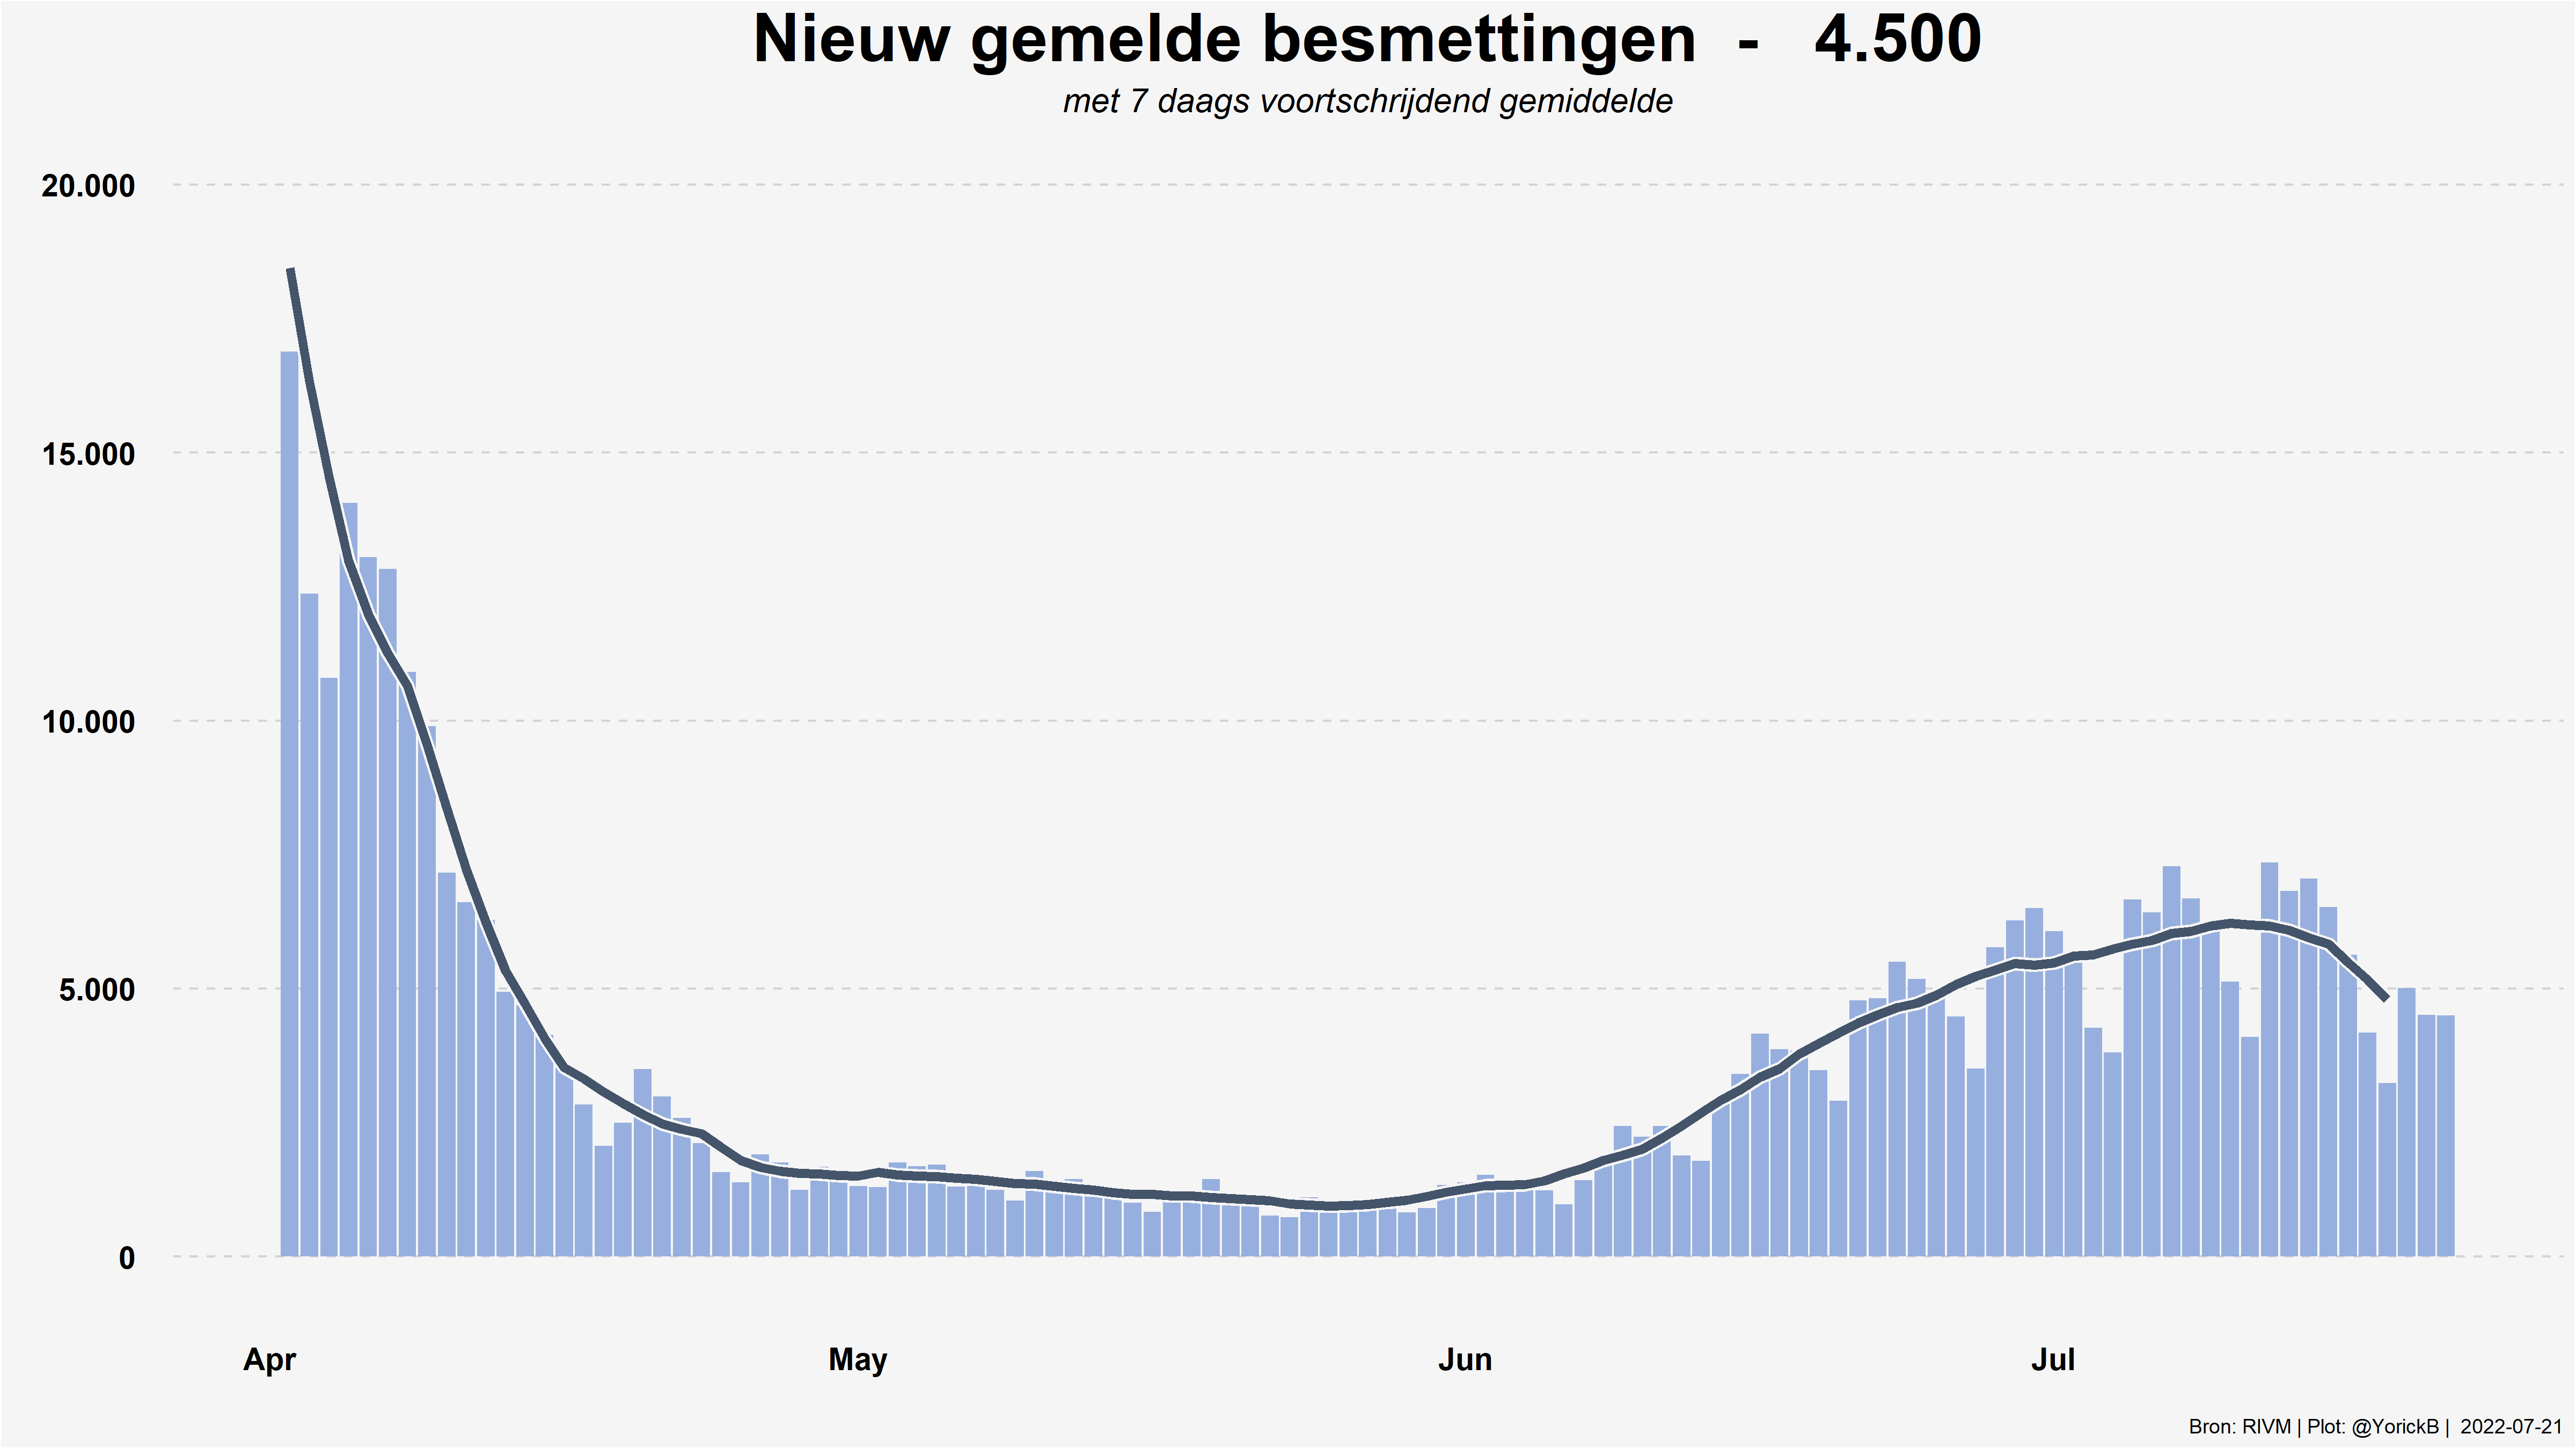 Nieuw gemelde besmettingen - 4.500
met 7 daags voortschrijdend gemiddelde
20.000
15.000
10.000
5.000
0
Apr May Jun Jul
Bron: RIVM | Plot: @YorickB | 2022-07-21